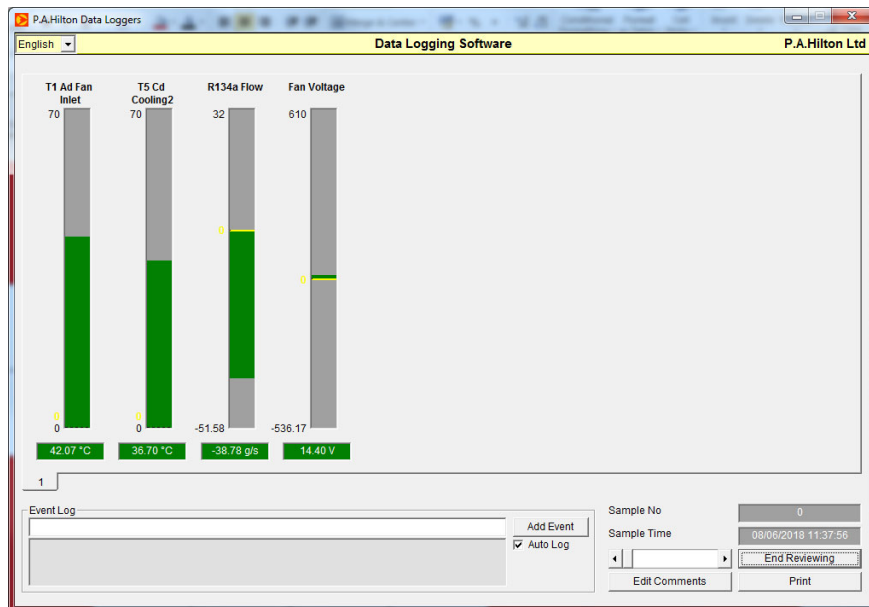 P.A.Hilton Data Loggers
English
Data Logging Software
P.A.Hilton Ltd
T1 Ad Fan Inlet
T5 Cd Cooling2
R134a Flow
Fan Voltage
70
70
32
610
0
0
0
0
0
0
-51.58
-536.17
42.07 °C
36.70 °C
-38.78 g/s
14.40 V
1
Event Log
Add Event
Auto Log
Sample No
0
Sample Time
08/06/2018 11:37:56
End Reviewing
Edit Comments
Print